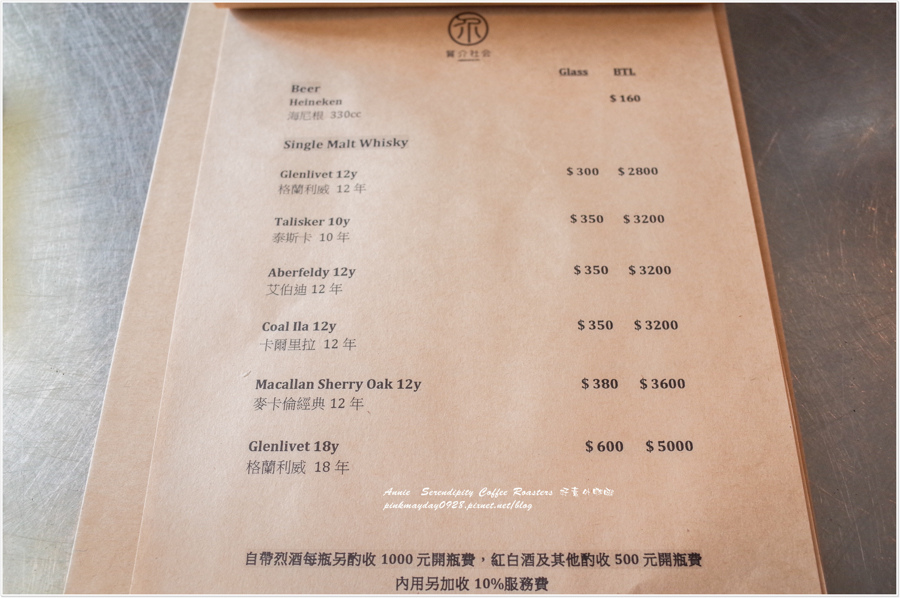 貿介社会
Glass BTL
Beer
Heineken $ 160
海尼根 330cc
Single Malt Whisky
Glenlivet 12y $ 300 $ 2800
格蘭利威 12 年
Talisker 10y $ 350 $ 3200
泰斯卡 10 年
Aberfeldy 12y $ 350 $ 3200
艾伯迪 12 年
Coal Ila 12y $ 350 $ 3200
卡爾里拉 12 年
Macallan Sherry Oak 12y $ 380 $ 3600
麥卡倫經典 12 年
Glenlivet 18y $ 600 $ 5000
格蘭利威 18 年
Annie Serendipity Coffee Roasters
pinkmayday0928.pixnet.net/blog
自帶烈酒每瓶另酌收 1000 元開瓶費，紅白酒及其他酌收 500 元開瓶費
內用另加收 10%服務費